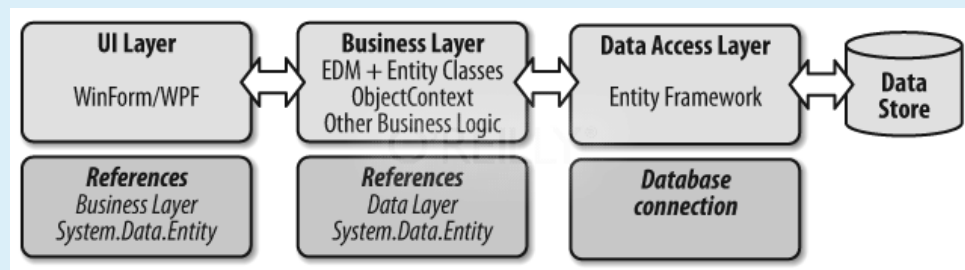 UI Layer
WinForm/WPF
Business Layer
EDM + Entity Classes
ObjectContext
Other Business Logic
Data Access Layer
Entity Framework
Data
Store
References
Business Layer
System.Data.Entity
References
Data Layer
System.Data.Entity
Database
connection
O'REILLY®